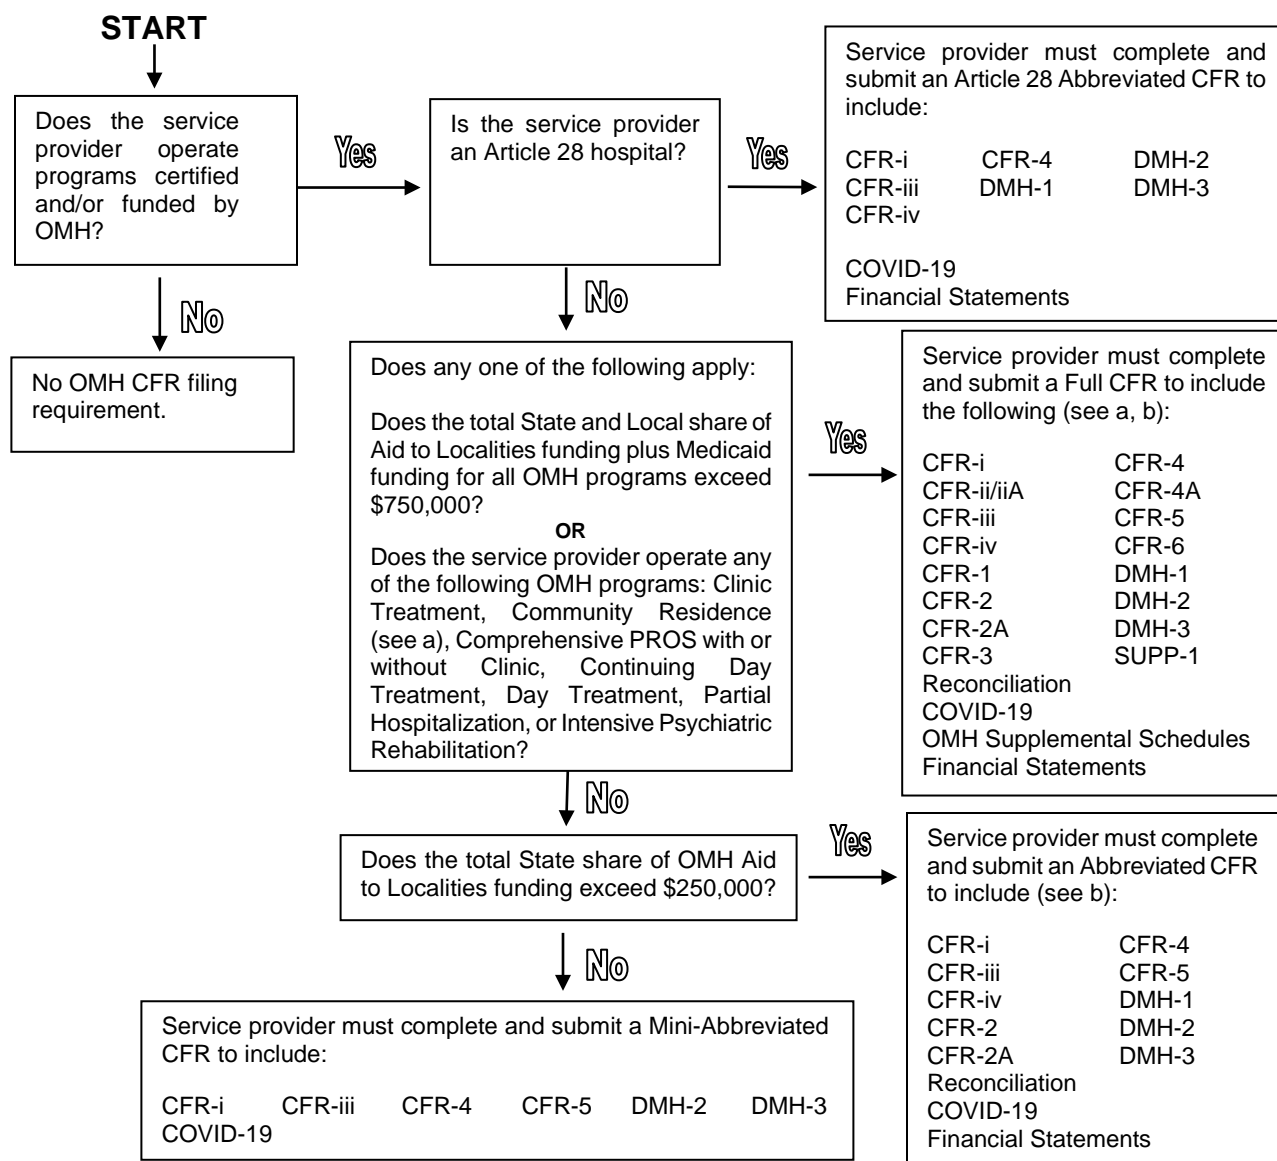 START
Does the service
provider operate
programs certified
and/or funded by
OMH?
Yes
Is the service provider
an Article 28 hospital?
Yes
Service provider must complete and
submit an Article 28 Abbreviated CFR to
include:
CFR-i CFR-4 DMH-2
CFR-iii DMH-1 DMH-3
CFR-iv
COVID-19
Financial Statements
No
No OMH CFR filing
requirement.
No
Does any one of the following apply:
Does the total State and Local share of
Aid to Localities funding plus Medicaid
funding for all OMH programs exceed
$750,000?
OR
Does the service provider operate any
of the following OMH programs: Clinic
Treatment, Community Residence
(see a), Comprehensive PROS with or
without Clinic, Continuing Day
Treatment, Day Treatment, Partial
Hospitalization, or Intensive Psychiatric
Rehabilitation?
Yes
Service provider must complete
and submit a Full CFR to include
the following (see a, b):
CFR-i CFR-4
CFR-ii/iiA CFR-4A
CFR-iii CFR-5
CFR-iv CFR-6
CFR-1 DMH-1
CFR-2 DMH-2
CFR-2A DMH-3
CFR-3 SUPP-1
Reconciliation
COVID-19
OMH Supplemental Schedules
Financial Statements
No
Does the total State share of OMH Aid
to Localities funding exceed $250,000?
Yes
Service provider must complete
and submit an Abbreviated CFR
to include (see b):
CFR-i CFR-4
CFR-iii CFR-5
CFR-iv DMH-1
CFR-2 DMH-2
CFR-2A DMH-3
Reconciliation
COVID-19
Financial Statements
No
Service provider must complete and submit a Mini-Abbreviated
CFR to include:
CFR-i CFR-iii CFR-4 CFR-5 DMH-2 DMH-3
COVID-19